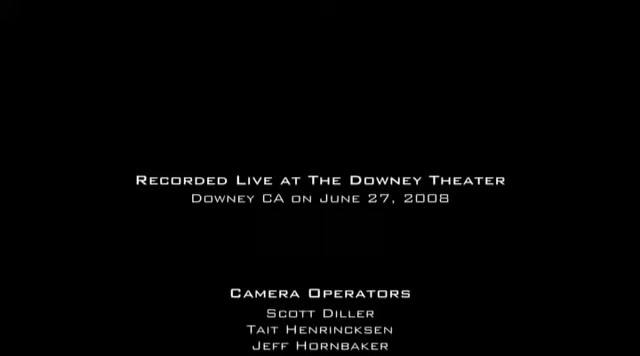 Recorded Live at The Downey Theater
Downey CA on June 27, 2008
Camera Operators
Scott Diller
Tait Henrincksen
Jeff Hornbaker